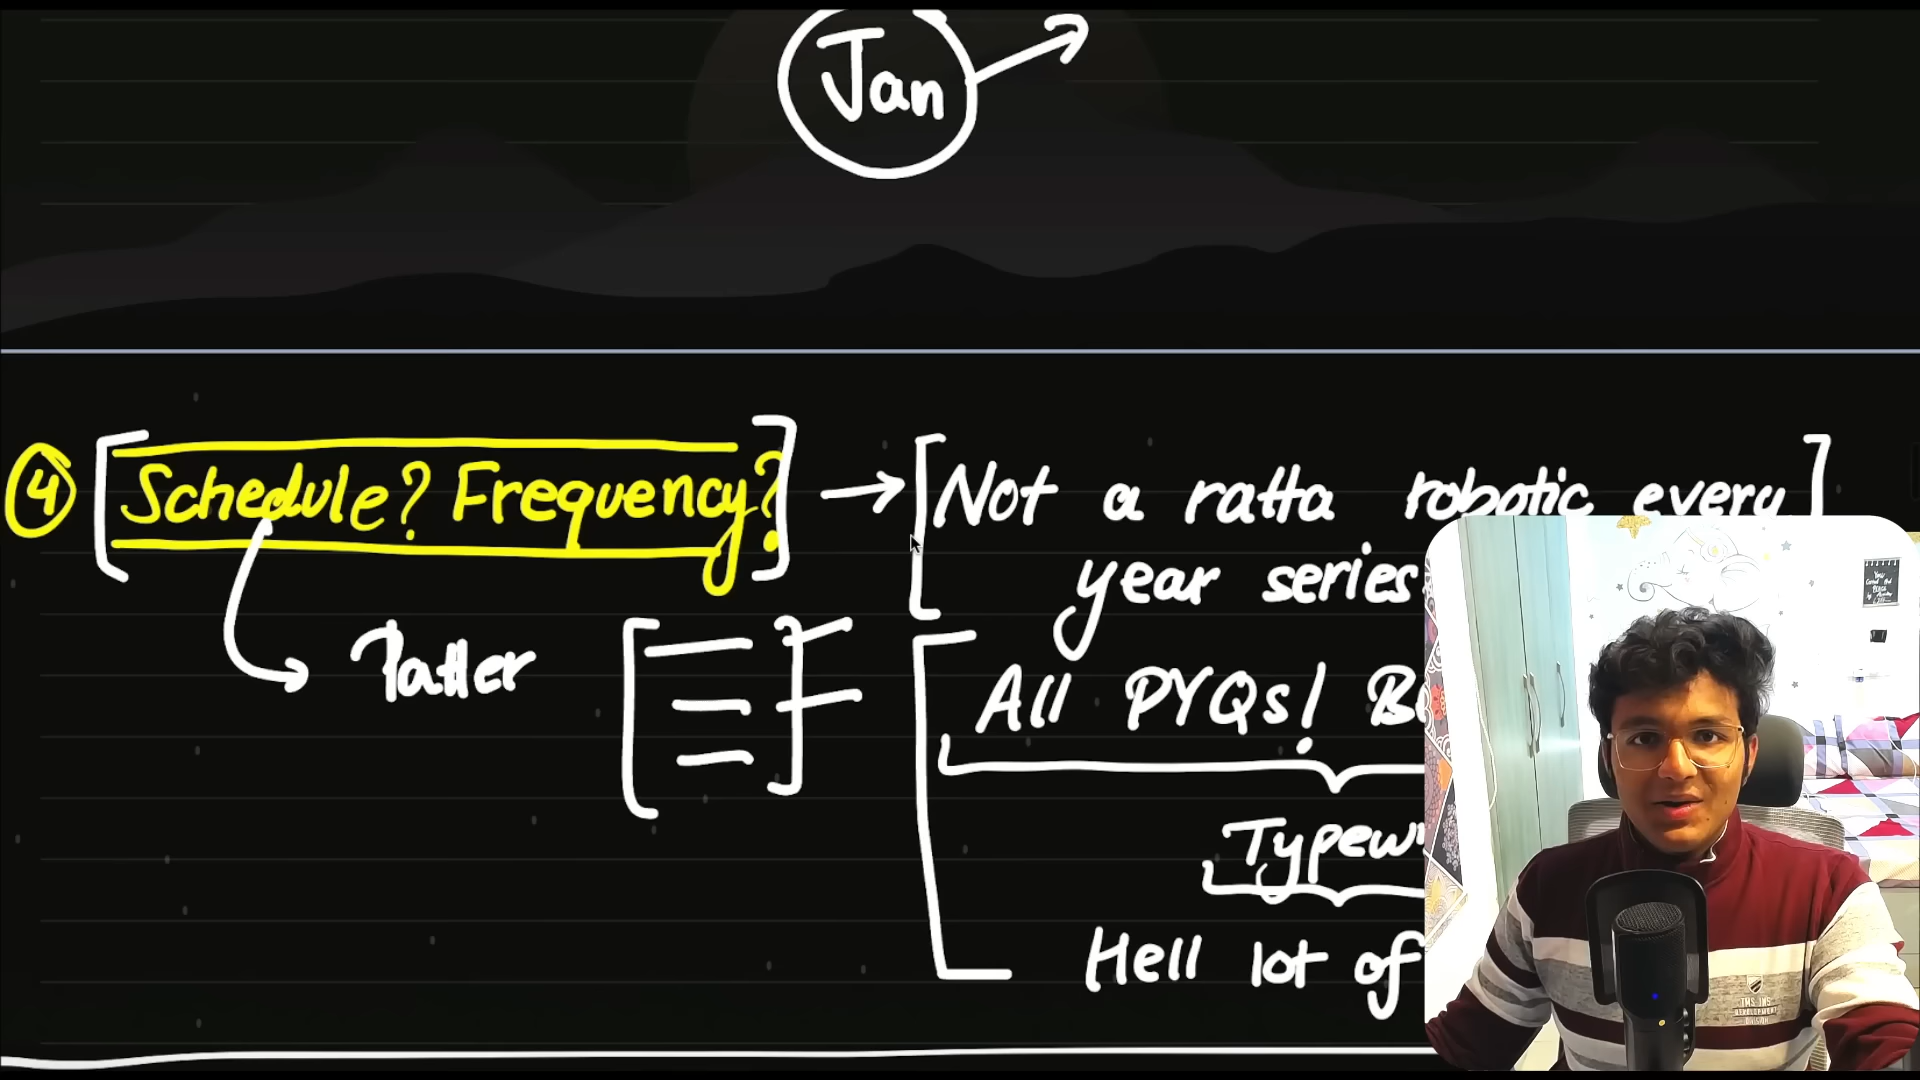 Jan
4 [Schedule? Frequency?] → [Not a ratta robotic every]
year series
Patter
All PYQs! B
Typew
Hell lot of